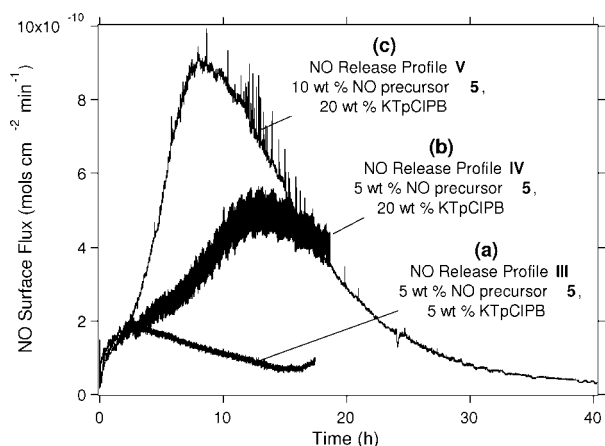 10x10-10
8
6
4
2
0
NO Surface Flux (mols cm-2 min-1)
(c)
NO Release Profile V
10 wt % NO precursor 5,
20 wt % KTpClPB
(b)
NO Release Profile IV
5 wt % NO precursor 5,
20 wt % KTpClPB
(a)
NO Release Profile III
5 wt % NO precursor 5,
5 wt % KTpClPB
0 10 20 30 40
Time (h)